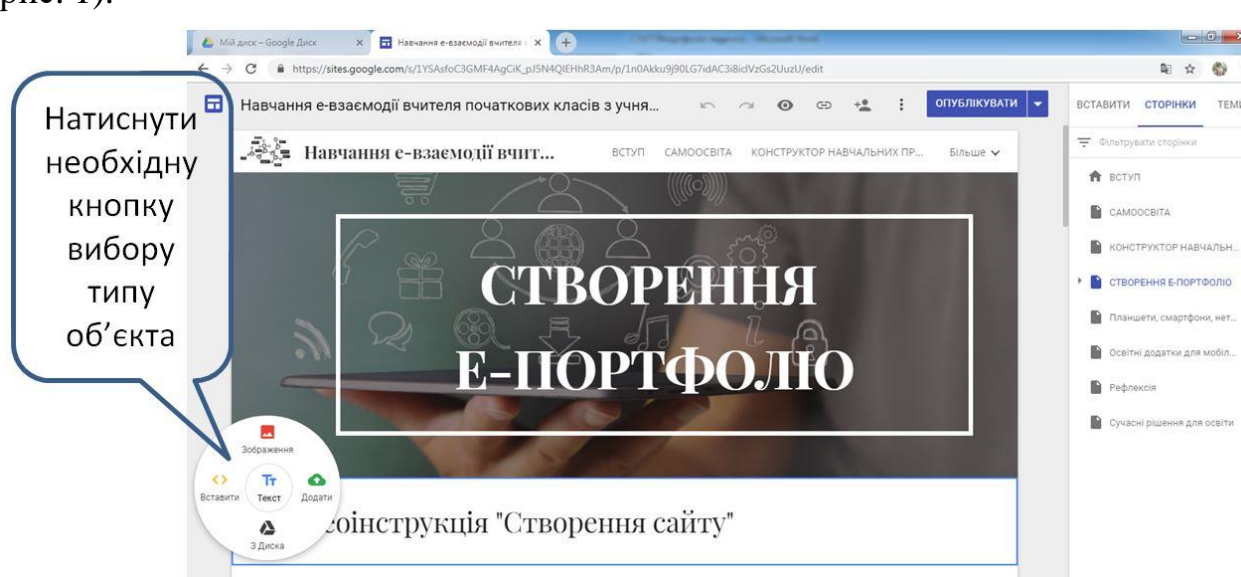 рис. 1).
Мій диск – Google Диск
Навчання е-взаємодії вчителя
https://sites.google.com/s/1YSAsfoC3GMF4AgCiK_pJ5N4QlEHhR3Am/p/1n0Akku9j90LG7idAC3i8idVzGs2UuzU/edit
Натиснути
необхідну
кнопку
вибору
типу
об’єкта
Навчання е-взаємодії вчителя початкових класів з учня...
ОПУБЛІКУВАТИ
ВСТАВИТИ СТОРІНКИ ТЕМИ
Навчання е-взаємодії вчит...
ВСТУП САМООСВІТА КОНСТРУКТОР НАВЧАЛЬНИХ ПР... Більше
СТВОРЕННЯ
Е-ПОРТФОЛІО
Зображення
Вставити Текст Додати
З Диска
еоінструкція "Створення сайту"
Фільтрувати сторінки
ВСТУП
САМООСВІТА
КОНСТРУКТОР НАВЧАЛЬН...
СТВОРЕННЯ Е-ПОРТФОЛІО
Планшети, смартфони, нет...
Освітні додатки для мобіл...
Рефлексія
Сучасні рішення для освіти